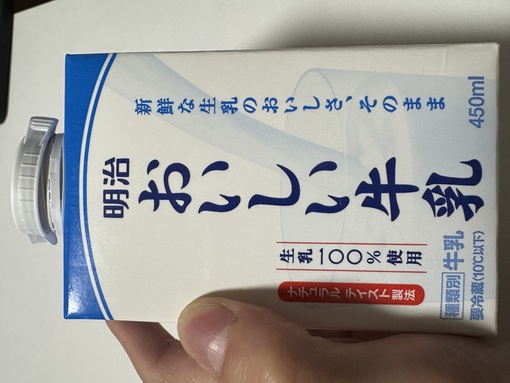 新鮮な生乳のおいしさ、そのまま
明治
おいしい牛乳
生乳100%使用
ナチュラルテイスト製法
種類別 牛乳
要冷蔵(10℃以下)
450ml